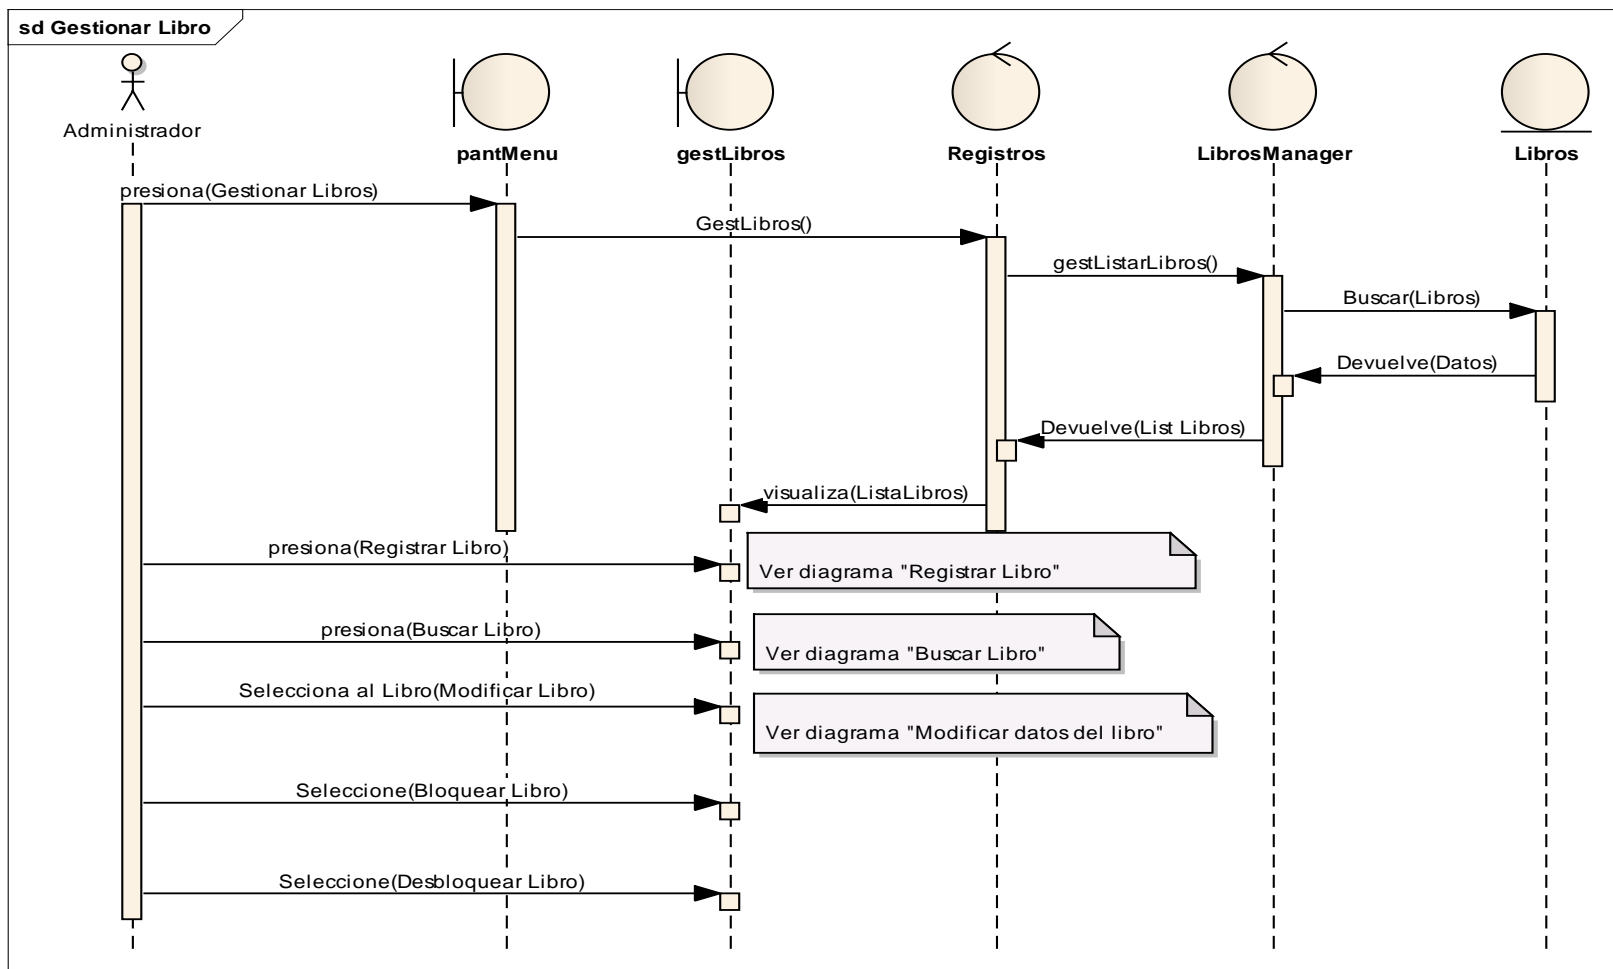 sd Gestionar Libro
Administrador
pantMenu
gestLibros
Registros
LibrosManager
Libros
presiona(Gestionar Libros)
GestLibros()
gestListarLibros()
Buscar(Libros)
Devuelve(Datos)
Devuelve(List Libros)
visualiza(ListaLibros)
presiona(Registrar Libro)
Ver diagrama "Registrar Libro"
presiona(Buscar Libro)
Ver diagrama "Buscar Libro"
Selecciona al Libro(Modificar Libro)
Ver diagrama "Modificar datos del libro"
Seleccione(Bloquear Libro)
Seleccione(Desbloquear Libro)